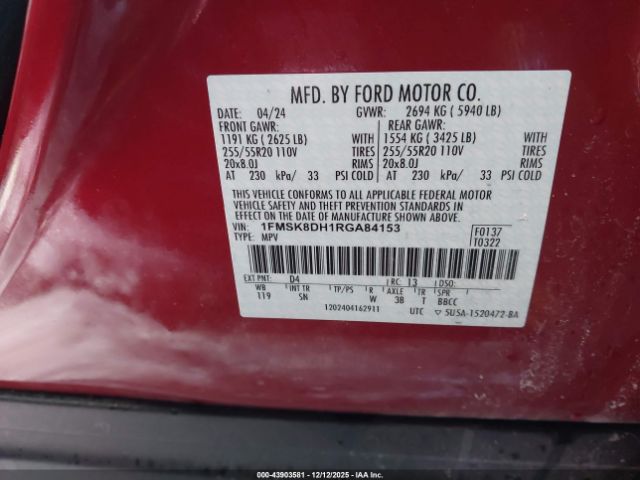 MFD. BY FORD MOTOR CO.
DATE: 04/24 GVWR: 2694 KG ( 5940 LB)
FRONT GAWR: REAR GAWR:
1191 KG ( 2625 LB) WITH 1554 KG ( 3425 LB) WITH
255/55R20 110V TIRES 255/55R20 110V TIRES
20x8.0J RIMS 20x8.0J RIMS
AT 230 kPa/ 33 PSI COLD AT 230 kPa/ 33 PSI COLD
THIS VEHICLE CONFORMS TO ALL APPLICABLE FEDERAL MOTOR
VEHICLE SAFETY AND THEFT PREVENTION STANDARDS IN
EFFECT ON THE DATE OF MANUFACTURE SHOWN ABOVE.
VIN: 1FMSK8DH1RGA84153 F0137
TYPE: MPV T0322
EXT PNT: D4 RC: 13 DSO:
WB INT TR TP/PS R AXLE TR SPR
119 SN W 3B T BBCC
1202404162911 UTC ▽ 5USA-1520472-BA
00-43903581 - 12/12/2025 - IAA Inc.